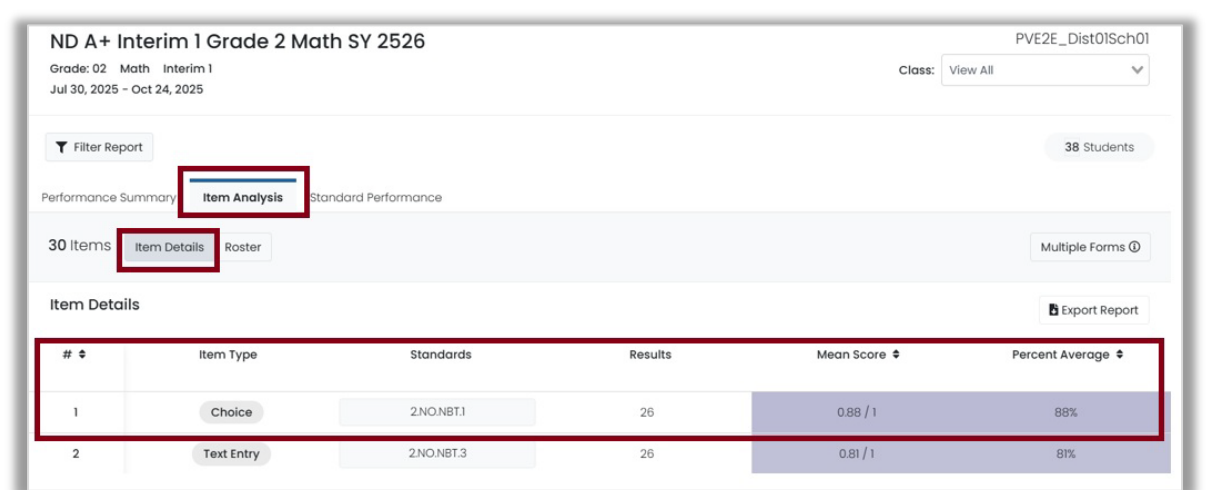 ND A+ Interim 1 Grade 2 Math SY 2526
PVE2E_Dist01Sch01
Grade: 02 Math Interim 1
Class: View All
Jul 30, 2025 - Oct 24, 2025
Filter Report
38 Students
Performance Summary Item Analysis Standard Performance
30 Items Item Details Roster Multiple Forms
Item Details
Export Report
# Item Type Standards Results Mean Score Percent Average
1 Choice 2.NO.NBT.1 26 0.88 / 1 88%
2 Text Entry 2.NO.NBT.3 26 0.81 / 1 81%